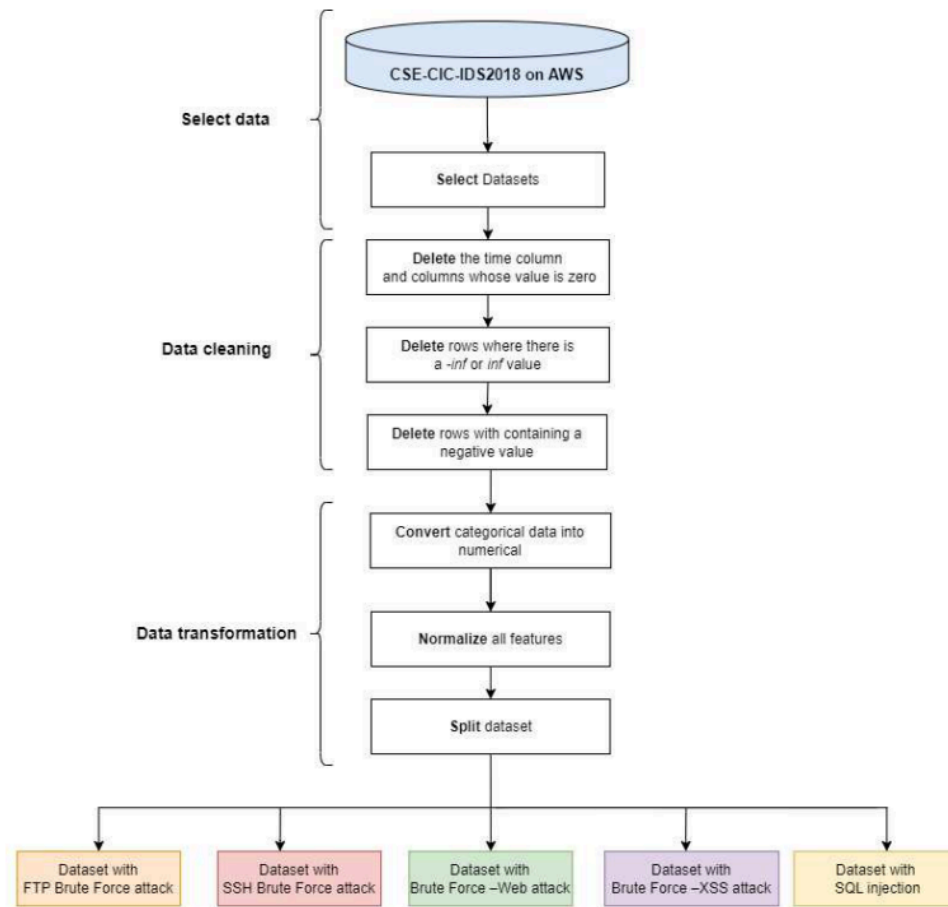 CSE-CIC-IDS2018 on AWS
Select data
Select Datasets
Delete the time column
and columns whose value is zero
Data cleaning
Delete rows where there is
a -inf or inf value
Delete rows with containing a
negative value
Convert categorical data into
numerical
Data transformation
Normalize all features
Split dataset
Dataset with
FTP Brute Force attack
Dataset with
SSH Brute Force attack
Dataset with
Brute Force –Web attack
Dataset with
Brute Force –XSS attack
Dataset with
SQL injection